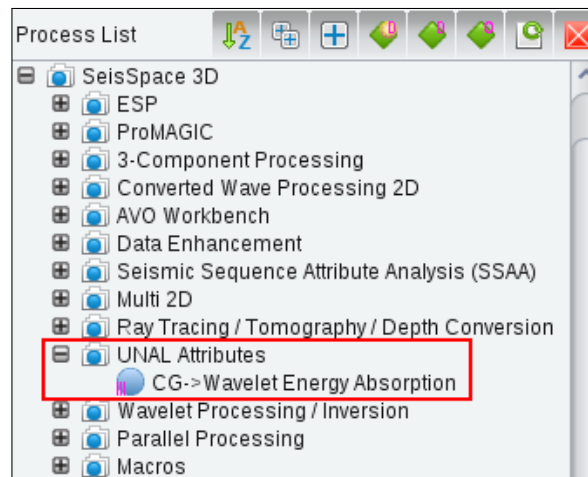 Process List
SeisSpace 3D
ESP
ProMAGIC
3-Component Processing
Converted Wave Processing 2D
AVO Workbench
Data Enhancement
Seismic Sequence Attribute Analysis (SSAA)
Multi 2D
Ray Tracing / Tomography / Depth Conversion
UNAL Attributes
CG->Wavelet Energy Absorption
Wavelet Processing / Inversion
Parallel Processing
Macros